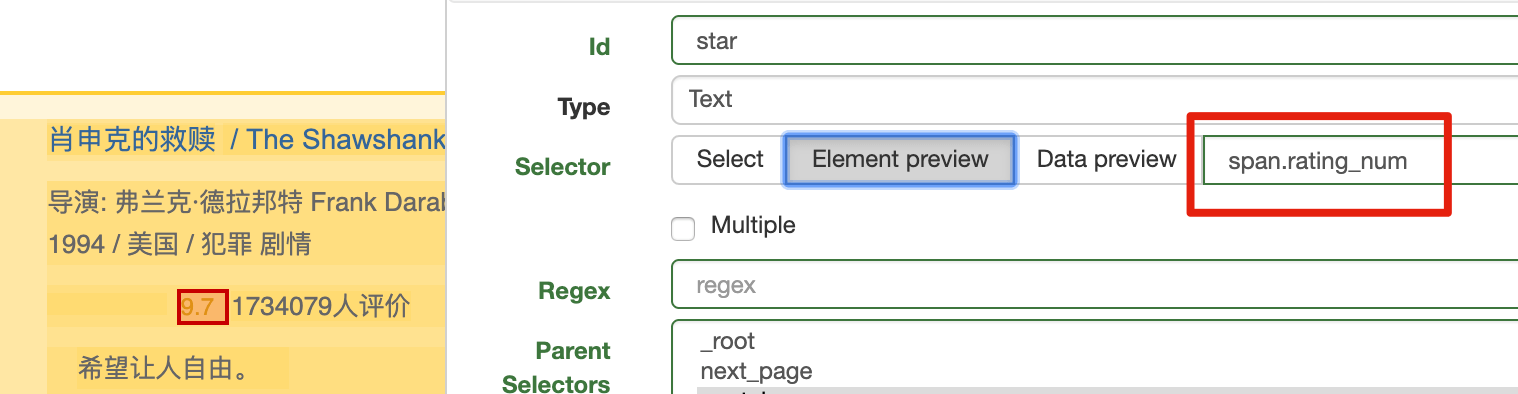 肖申克的救赎 / The Shawshank
导演: 弗兰克·德拉邦特 Frank Darab
1994 / 美国 / 犯罪 剧情
9.7 1734079人评价
希望让人自由。
Id star
Type Text
Selector Select Element preview Data preview span.rating_num
Multiple
Regex regex
Parent Selectors
_root
next_page